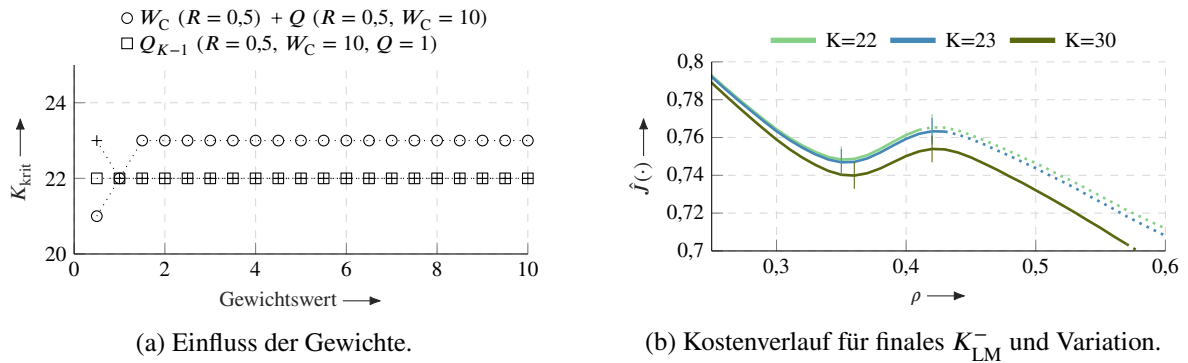 ○ W_C (R = 0,5) + Q (R = 0,5, W_C = 10)
□ Q_{K−1} (R = 0,5, W_C = 10, Q = 1)
24
22
20
0
2
4
6
8
10
K_krit
Gewichtswert
(a) Einfluss der Gewichte.
K=22
K=23
K=30
0,8
0,78
0,76
0,74
0,72
0,7
0,3
0,4
0,5
0,6
Ĵ(·)
ρ
(b) Kostenverlauf für finales K⁻_LM und Variation.